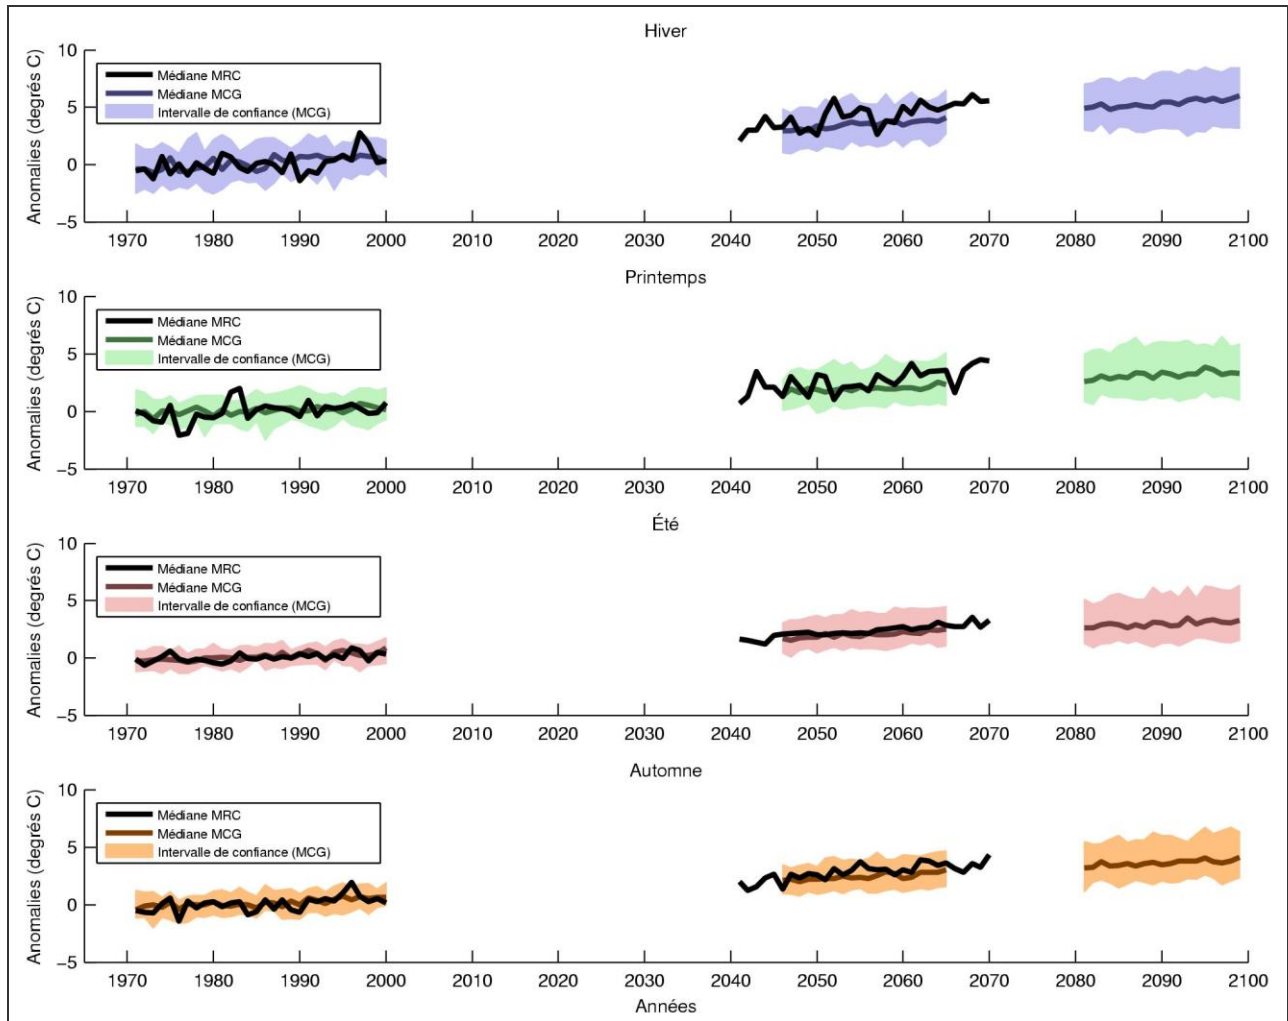 Hiver
Anomalies (degrés C)
10
5
0
−5
Médiane MRC
Médiane MCG
Intervalle de confiance (MCG)
1970 1980 1990 2000 2010 2020 2030 2040 2050 2060 2070 2080 2090 2100
Printemps
Anomalies (degrés C)
10
5
0
−5
Médiane MRC
Médiane MCG
Intervalle de confiance (MCG)
1970 1980 1990 2000 2010 2020 2030 2040 2050 2060 2070 2080 2090 2100
Été
Anomalies (degrés C)
10
5
0
−5
Médiane MRC
Médiane MCG
Intervalle de confiance (MCG)
1970 1980 1990 2000 2010 2020 2030 2040 2050 2060 2070 2080 2090 2100
Automne
Anomalies (degrés C)
10
5
0
−5
Médiane MRC
Médiane MCG
Intervalle de confiance (MCG)
1970 1980 1990 2000 2010 2020 2030 2040 2050 2060 2070 2080 2090 2100
Années